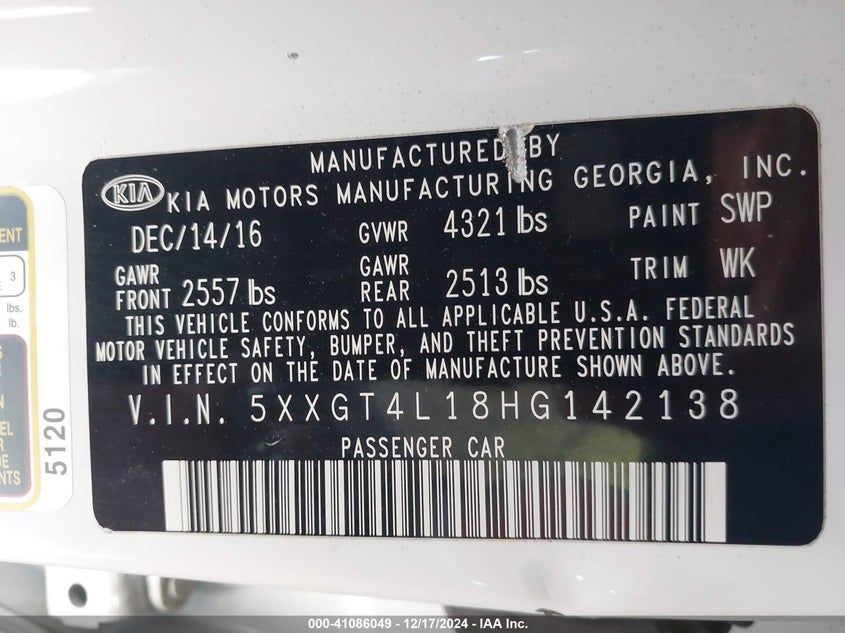 MANUFACTURED BY
KIA KIA MOTORS MANUFACTURING GEORGIA, INC.
DEC/14/16 GVWR 4321 lbs PAINT SWP
GAWR FRONT 2557 lbs GAWR REAR 2513 lbs TRIM WK
THIS VEHICLE CONFORMS TO ALL APPLICABLE U.S.A. FEDERAL
MOTOR VEHICLE SAFETY, BUMPER, AND THEFT PREVENTION STANDARDS
IN EFFECT ON THE DATE OF MANUFACTURE SHOWN ABOVE.
V.I.N. 5XXGT4L18HG142138
PASSENGER CAR
3
lbs.
lb.
5120
000-41086049 — 12/17/2024 — IAA Inc.